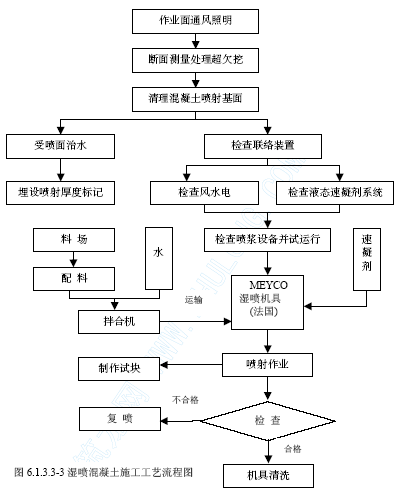 作业面通风照明
断面测量处理超欠挖
清理混凝土喷射基面
受喷面治水
检查联络装置
埋设喷射厚度标记
检查风水电
检查液态速凝剂系统
料 场
水
检查喷浆设备并试运行
速凝剂
配 料
运输
MEYCO
湿喷机具
(法国)
拌合机
制作试块
喷射作业
不合格
复 喷
检 查
合格
图 6.1.3.3-3 湿喷混凝土施工工艺流程图
机具清洗